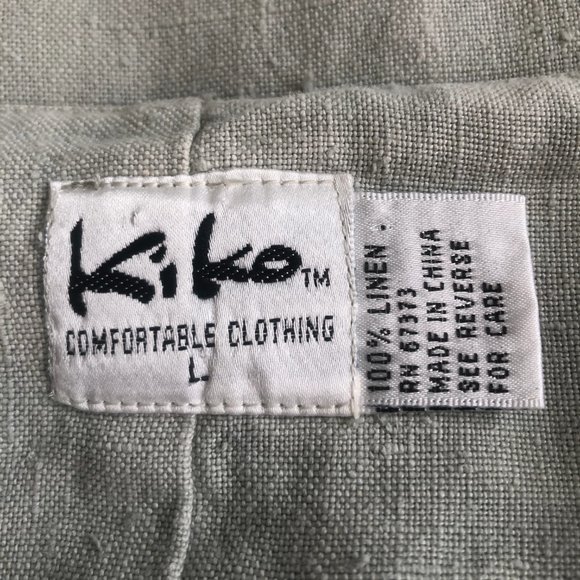 Kiko™
COMFORTABLE CLOTHING
L
100% LINEN.
RN 67373
MADE IN CHINA
SEE REVERSE
FOR CARE